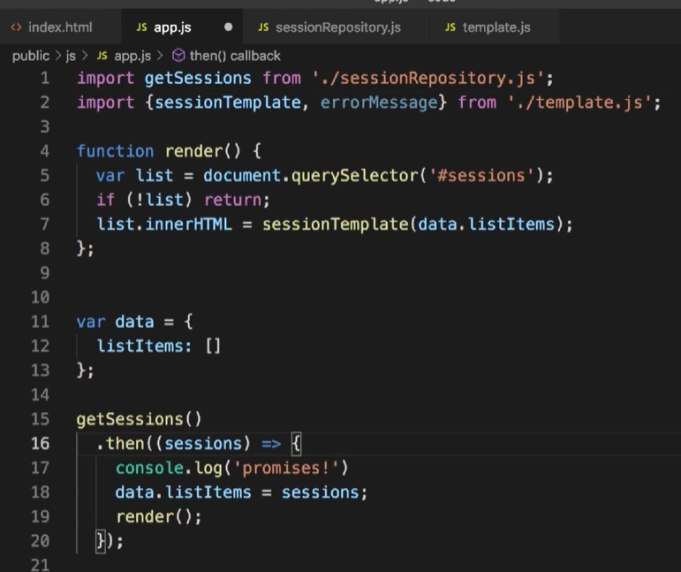 <> index.html JS app.js ● JS sessionRepository.js JS template.js
public > js > JS app.js > then() callback
1 import getSessions from './sessionRepository.js';
2 import {sessionTemplate, errorMessage} from './template.js';
3
4 function render() {
5 var list = document.querySelector('#sessions');
6 if (!list) return;
7 list.innerHTML = sessionTemplate(data.listItems);
8 };
9
10
11 var data = {
12 listItems: []
13 };
14
15 getSessions()
16 .then((sessions) => {
17 console.log('promises!')
18 data.listItems = sessions;
19 render();
20 });
21